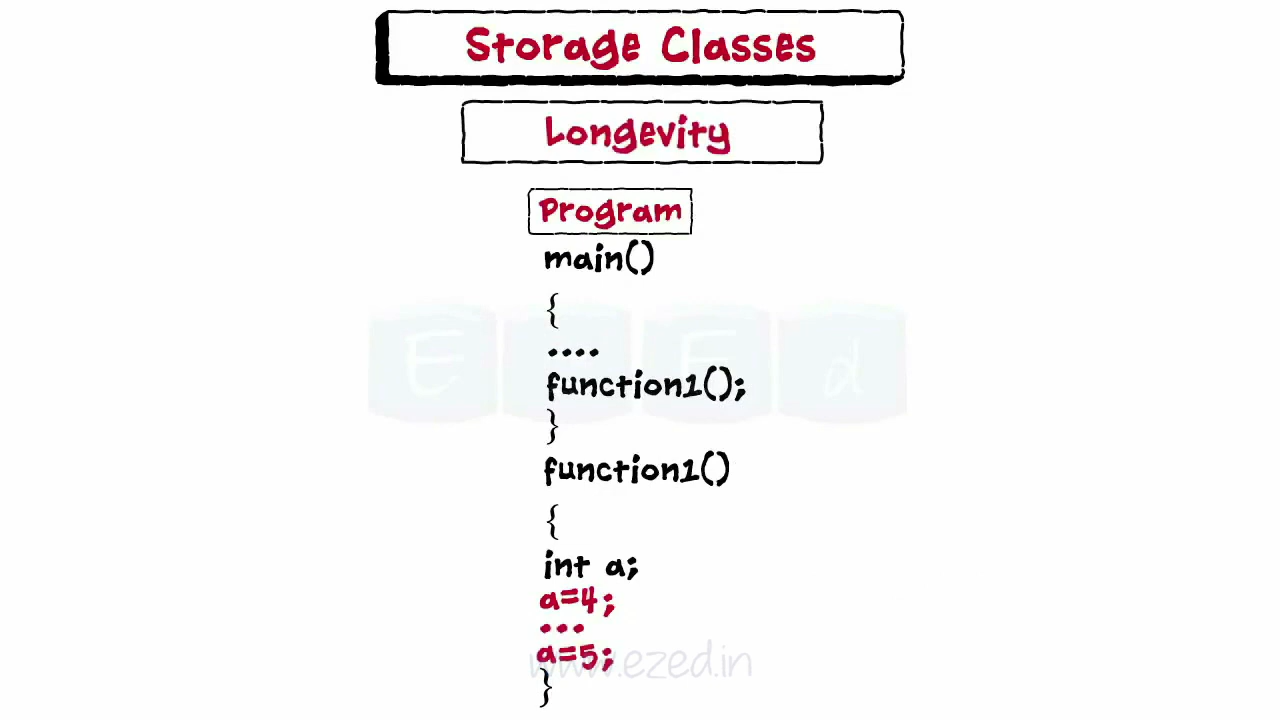 Storage Classes
Longevity
Program
main()
{
....
function1();
}
function1()
{
int a;
a=4;
...
a=5;
}
E Z E d
www.ezed.in